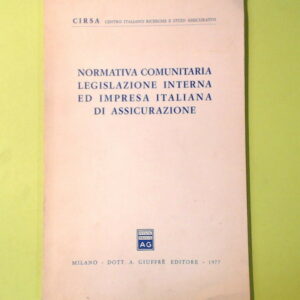 CIRSA CENTRO ITALIANO RICERCHE E STUDI ASSICURATIVI
NORMATIVA COMUNITARIA
LEGISLAZIONE INTERNA
ED IMPRESA ITALIANA
DI ASSICURAZIONE
AG
MILANO - DOTT. A. GIUFFRÈ EDITORE - 1977